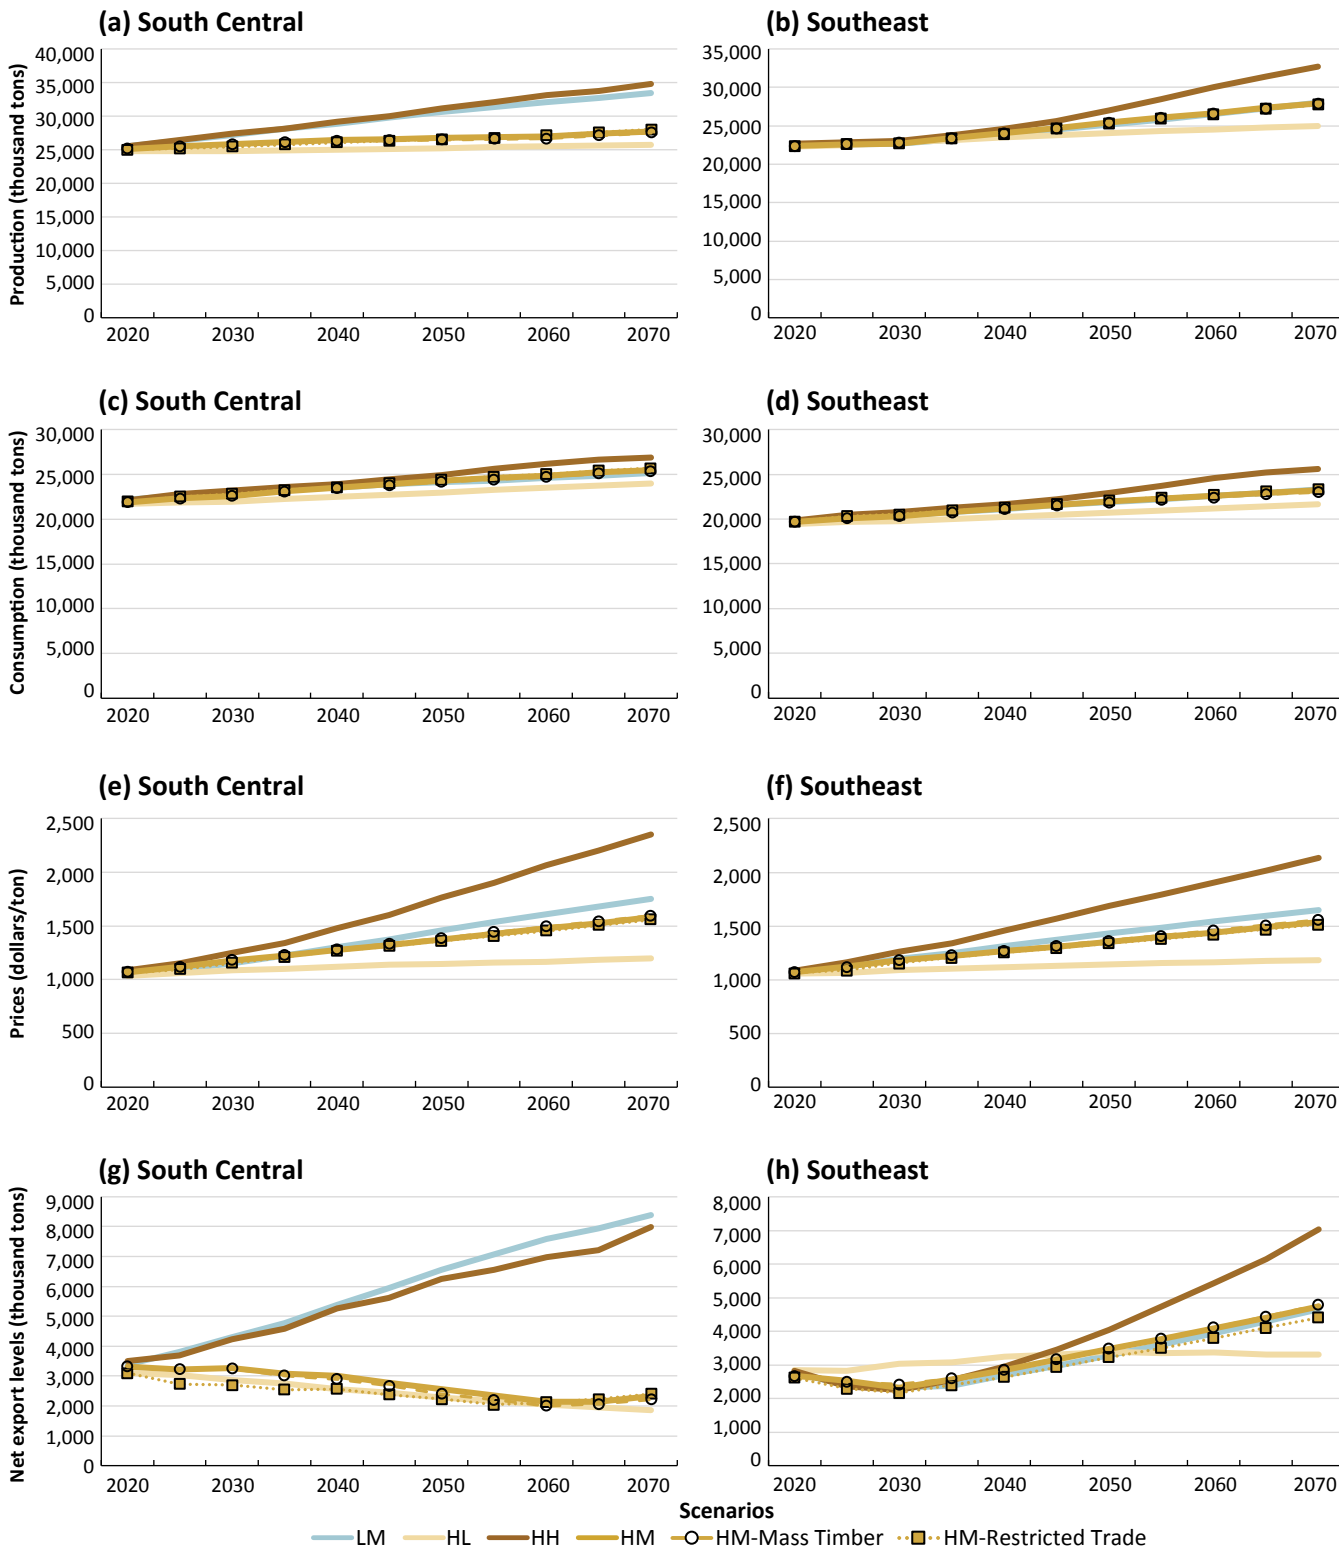 (a) South Central
Production (thousand tons)
40,000
35,000
30,000
25,000
20,000
15,000
10,000
5,000
0
2020 2030 2040 2050 2060 2070
(b) Southeast
35,000
30,000
25,000
20,000
15,000
10,000
5,000
0
2020 2030 2040 2050 2060 2070
(c) South Central
Consumption (thousand tons)
30,000
25,000
20,000
15,000
10,000
5,000
0
2020 2030 2040 2050 2060 2070
(d) Southeast
30,000
25,000
20,000
15,000
10,000
5,000
0
2020 2030 2040 2050 2060 2070
(e) South Central
Prices (dollars/ton)
2,500
2,000
1,500
1,000
500
0
2020 2030 2040 2050 2060 2070
(f) Southeast
2,500
2,000
1,500
1,000
500
0
2020 2030 2040 2050 2060 2070
(g) South Central
Net export levels (thousand tons)
9,000
8,000
7,000
6,000
5,000
4,000
3,000
2,000
1,000
0
2020 2030 2040 2050 2060 2070
(h) Southeast
8,000
7,000
6,000
5,000
4,000
3,000
2,000
1,000
0
2020 2030 2040 2050 2060 2070
Scenarios
LM HL HH HM HM-Mass Timber HM-Restricted Trade